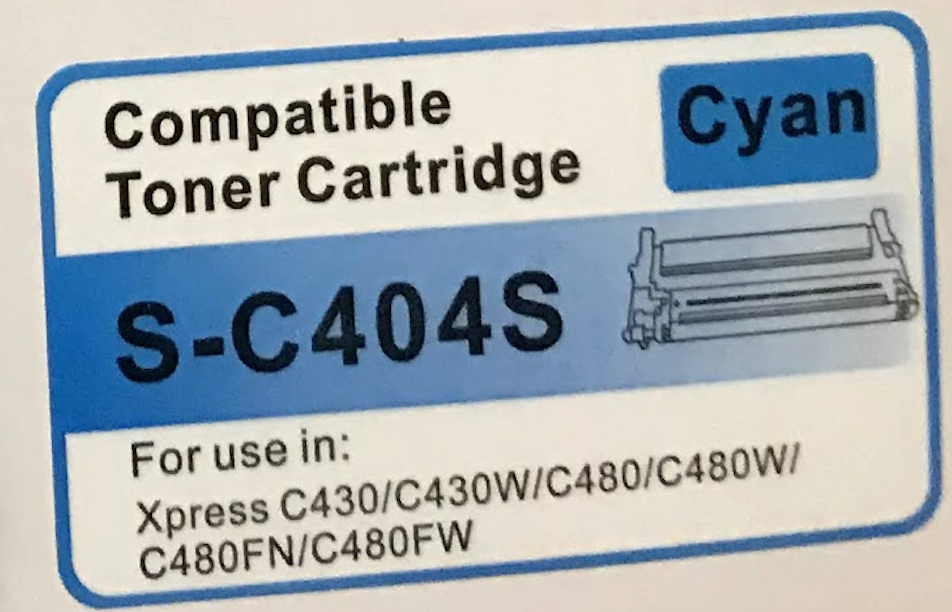 Compatible
Toner Cartridge
Cyan
S-C404S
For use in:
Xpress C430/C430W/C480/C480W/
C480FN/C480FW